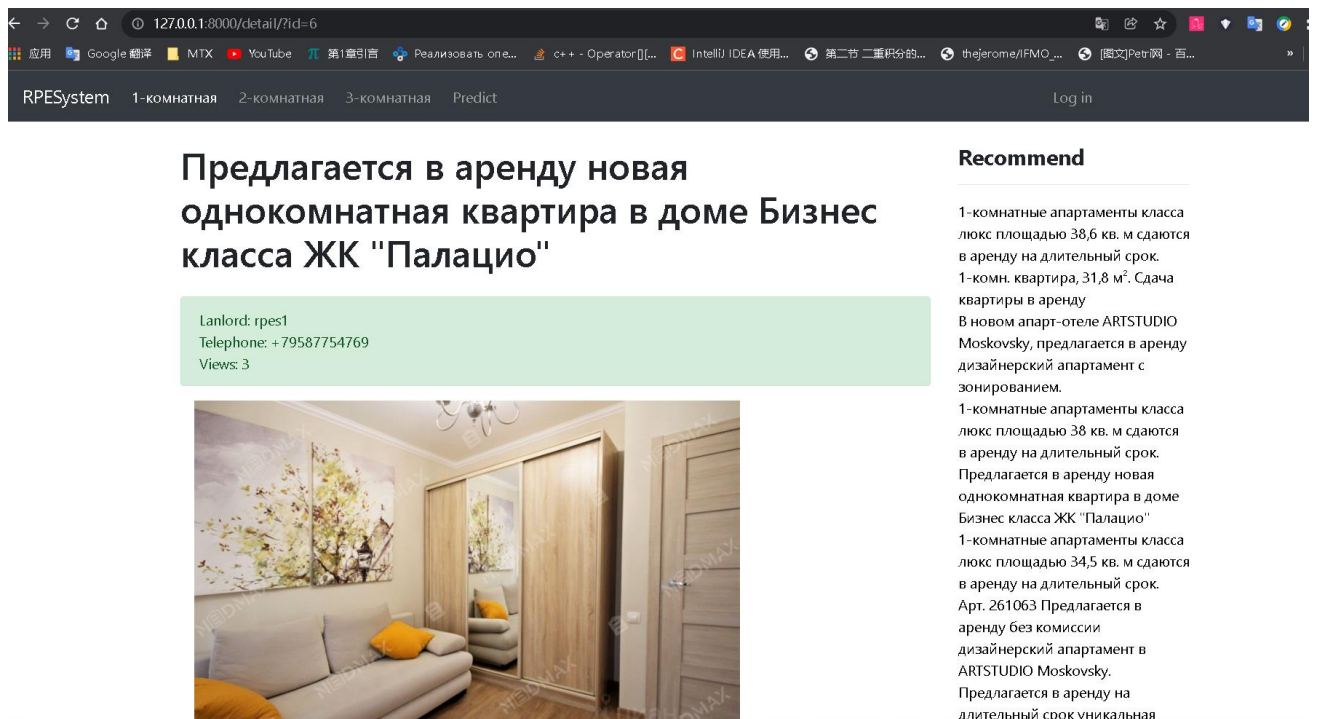 127.0.0.1:8000/detail/?id=6
应用 Google 翻译 MTX YouTube 第1章引言 Реализовать опе... c++ - Operator[][... IntelliJ IDEA 使用... 第二节 二重积分的... thejerome/IFMO_... [图文]Petri网 - 百... »
RPESystem 1-комнатная 2-комнатная 3-комнатная Predict Log in
Предлагается в аренду новая
однокомнатная квартира в доме Бизнес
класса ЖК "Палацио"
Lanlord: rpes1
Telephone: +79587754769
Views: 3
NEDMAX
Recommend
1-комнатные апартаменты класса
люкс площадью 38,6 кв. м сдаются
в аренду на длительный срок.
1-комн. квартира, 31,8 м². Сдача
квартиры в аренду
В новом апарт-отеле ARTSTUDIO
Moskovsky, предлагается в аренду
дизайнерский апартамент с
зонированием.
1-комнатные апартаменты класса
люкс площадью 38 кв. м сдаются
в аренду на длительный срок.
Предлагается в аренду новая
однокомнатная квартира в доме
Бизнес класса ЖК "Палацио"
1-комнатные апартаменты класса
люкс площадью 34,5 кв. м сдаются
в аренду на длительный срок.
Арт. 261063 Предлагается в
аренду без комиссии
дизайнерский апартамент в
ARTSTUDIO Moskovsky.
Предлагается в аренду на
длительный срок уникальная